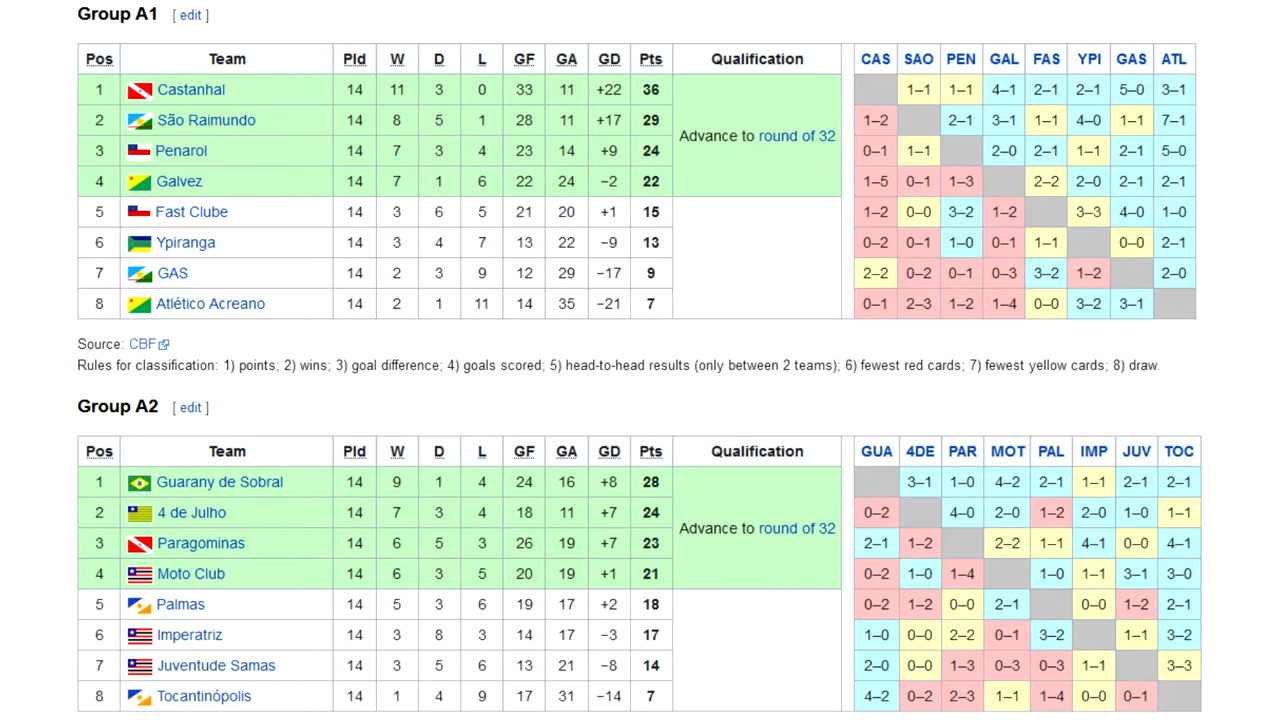 Group A1 [ edit ]
Pos Team Pld W D L GF GA GD Pts Qualification CAS SAO PEN GAL FAS YPI GAS ATL
1 Castanhal 14 11 3 0 33 11 +22 36 1–1 1–1 4–1 2–1 2–1 5–0 3–1
2 São Raimundo 14 8 5 1 28 11 +17 29 Advance to round of 32 1–2 2–1 3–1 1–1 4–0 1–1 7–1
3 Penarol 14 7 3 4 23 14 +9 24 0–1 1–1 2–0 2–1 1–1 2–1 5–0
4 Galvez 14 7 1 6 22 24 −2 22 1–5 0–1 1–3 2–2 2–0 2–1 2–1
5 Fast Clube 14 3 6 5 21 20 +1 15 1–2 0–0 3–2 1–2 3–3 4–0 1–0
6 Ypiranga 14 3 4 7 13 22 −9 13 0–2 0–1 1–0 0–1 1–1 0–0 2–1
7 GAS 14 2 3 9 12 29 −17 9 2–2 0–2 0–1 0–3 3–2 1–2 2–0
8 Atlético Acreano 14 2 1 11 14 35 −21 7 0–1 2–3 1–2 1–4 0–0 3–2 3–1
Source: CBF
Rules for classification: 1) points; 2) wins; 3) goal difference; 4) goals scored; 5) head-to-head results (only between 2 teams); 6) fewest red cards; 7) fewest yellow cards; 8) draw.
Group A2 [ edit ]
Pos Team Pld W D L GF GA GD Pts Qualification GUA 4DE PAR MOT PAL IMP JUV TOC
1 Guarany de Sobral 14 9 1 4 24 16 +8 28 3–1 1–0 4–2 2–1 1–1 2–1 2–1
2 4 de Julho 14 7 3 4 18 11 +7 24 Advance to round of 32 0–2 4–0 2–0 1–2 2–0 1–0 1–1
3 Paragominas 14 6 5 3 26 19 +7 23 2–1 1–2 2–2 1–1 4–1 0–0 4–1
4 Moto Club 14 6 3 5 20 19 +1 21 0–2 1–0 1–4 1–0 1–1 3–1 3–0
5 Palmas 14 5 3 6 19 17 +2 18 0–2 1–2 0–0 2–1 0–0 1–2 2–1
6 Imperatriz 14 3 8 3 14 17 −3 17 1–0 0–0 2–2 0–1 3–2 1–1 3–2
7 Juventude Samas 14 3 5 6 13 21 −8 14 2–0 0–0 1–3 0–3 0–3 1–1 3–3
8 Tocantinópolis 14 1 4 9 17 31 −14 7 4–2 0–2 2–3 1–1 1–4 0–0 0–1